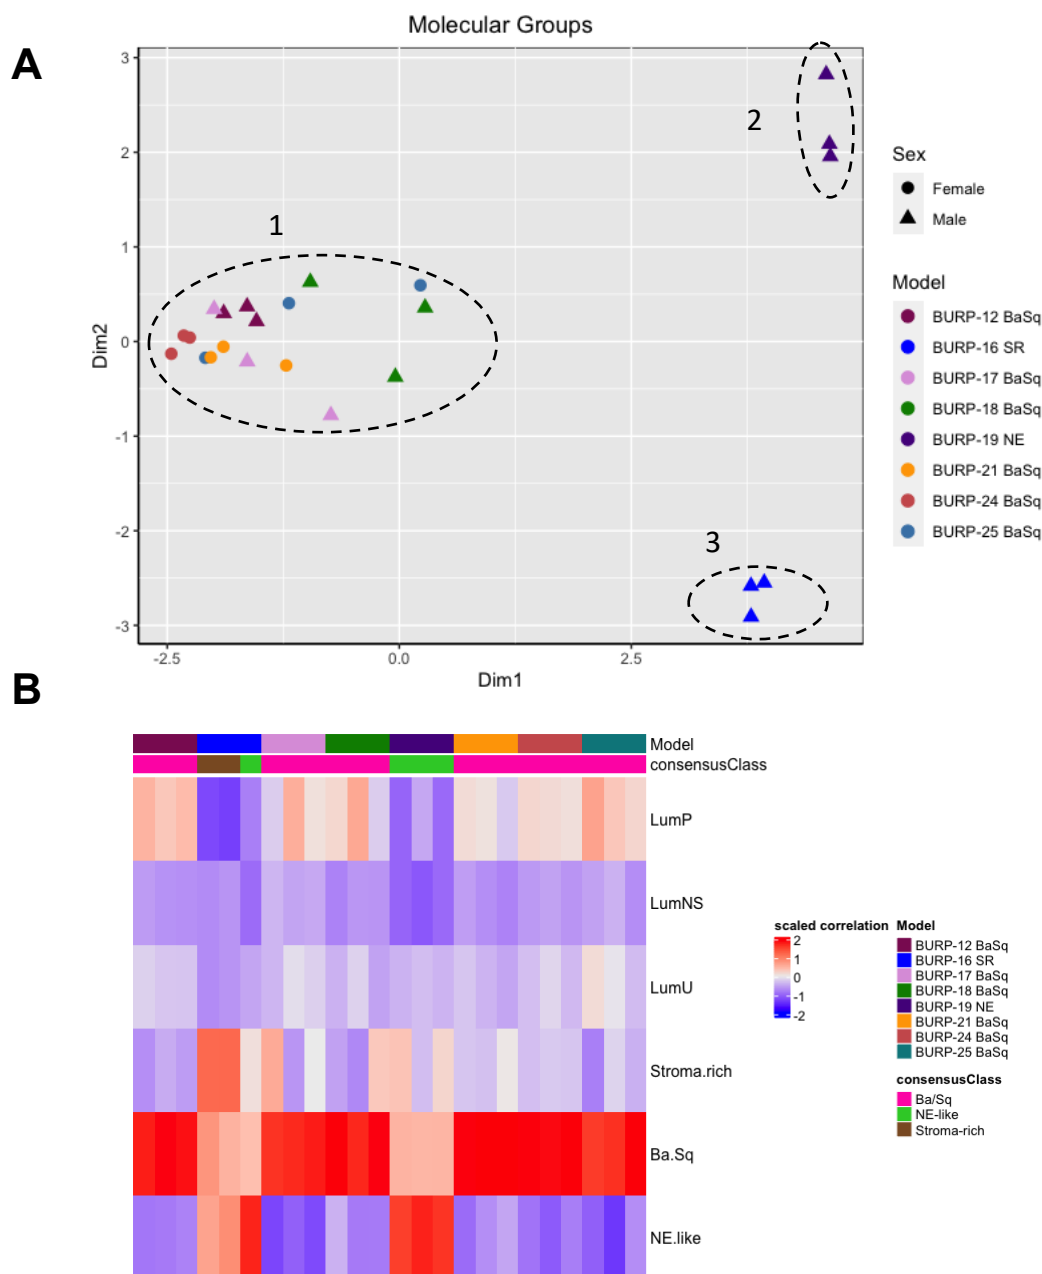 A
Molecular Groups
3
2
1
0
-1
-2
-3
Dim2
1
2
3
-2.5 0.0 2.5
Dim1
Sex
Female
Male
Model
BURP-12 BaSq
BURP-16 SR
BURP-17 BaSq
BURP-18 BaSq
BURP-19 NE
BURP-21 BaSq
BURP-24 BaSq
BURP-25 BaSq
B
Model
consensusClass
LumP
LumNS
LumU
Stroma.rich
Ba.Sq
NE.like
scaled correlation
2
1
0
-1
-2
Model
BURP-12 BaSq
BURP-16 SR
BURP-17 BaSq
BURP-18 BaSq
BURP-19 NE
BURP-21 BaSq
BURP-24 BaSq
BURP-25 BaSq
consensusClass
Ba/Sq
NE-like
Stroma-rich